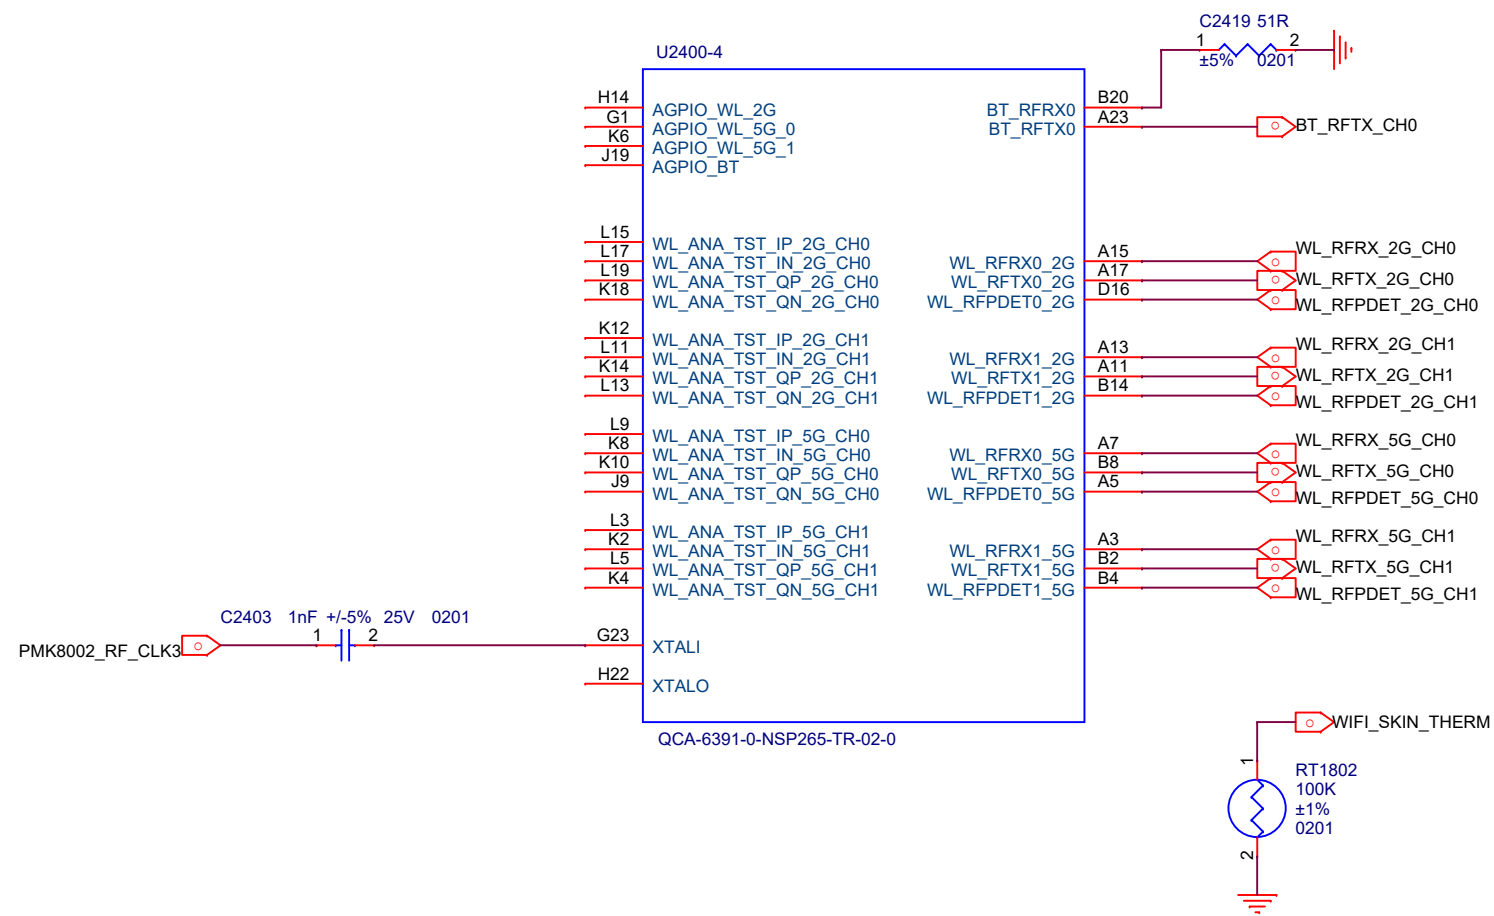 C2419 51R
1 2
±5% 0201
U2400-4
H14 AGPIO_WL_2G
G1 AGPIO_WL_5G_0
K6 AGPIO_WL_5G_1
J19 AGPIO_BT
BT_RFRX0 B20
BT_RFTX0 A23 BT_RFTX_CH0
L15 WL_ANA_TST_IP_2G_CH0
L17 WL_ANA_TST_IN_2G_CH0
L19 WL_ANA_TST_QP_2G_CH0
K18 WL_ANA_TST_QN_2G_CH0
WL_RFRX0_2G A15 WL_RFRX_2G_CH0
WL_RFTX0_2G A17 WL_RFTX_2G_CH0
WL_RFPDET0_2G D16 WL_RFPDET_2G_CH0
K12 WL_ANA_TST_IP_2G_CH1
L11 WL_ANA_TST_IN_2G_CH1
K14 WL_ANA_TST_QP_2G_CH1
L13 WL_ANA_TST_QN_2G_CH1
WL_RFRX1_2G A13 WL_RFRX_2G_CH1
WL_RFTX1_2G A11 WL_RFTX_2G_CH1
WL_RFPDET1_2G B14 WL_RFPDET_2G_CH1
L9 WL_ANA_TST_IP_5G_CH0
K8 WL_ANA_TST_IN_5G_CH0
K10 WL_ANA_TST_QP_5G_CH0
J9 WL_ANA_TST_QN_5G_CH0
WL_RFRX0_5G A7 WL_RFRX_5G_CH0
WL_RFTX0_5G B8 WL_RFTX_5G_CH0
WL_RFPDET0_5G A5 WL_RFPDET_5G_CH0
L3 WL_ANA_TST_IP_5G_CH1
K2 WL_ANA_TST_IN_5G_CH1
L5 WL_ANA_TST_QP_5G_CH1
K4 WL_ANA_TST_QN_5G_CH1
WL_RFRX1_5G A3 WL_RFRX_5G_CH1
WL_RFTX1_5G B2 WL_RFTX_5G_CH1
WL_RFPDET1_5G B4 WL_RFPDET_5G_CH1
C2403 1nF +/-5% 25V 0201
1 2
PMK8002_RF_CLK3
G23 XTALI
H22 XTALO
QCA-6391-0-NSP265-TR-02-0
WIFI_SKIN_THERM
1
RT1802
100K
±1%
0201
2